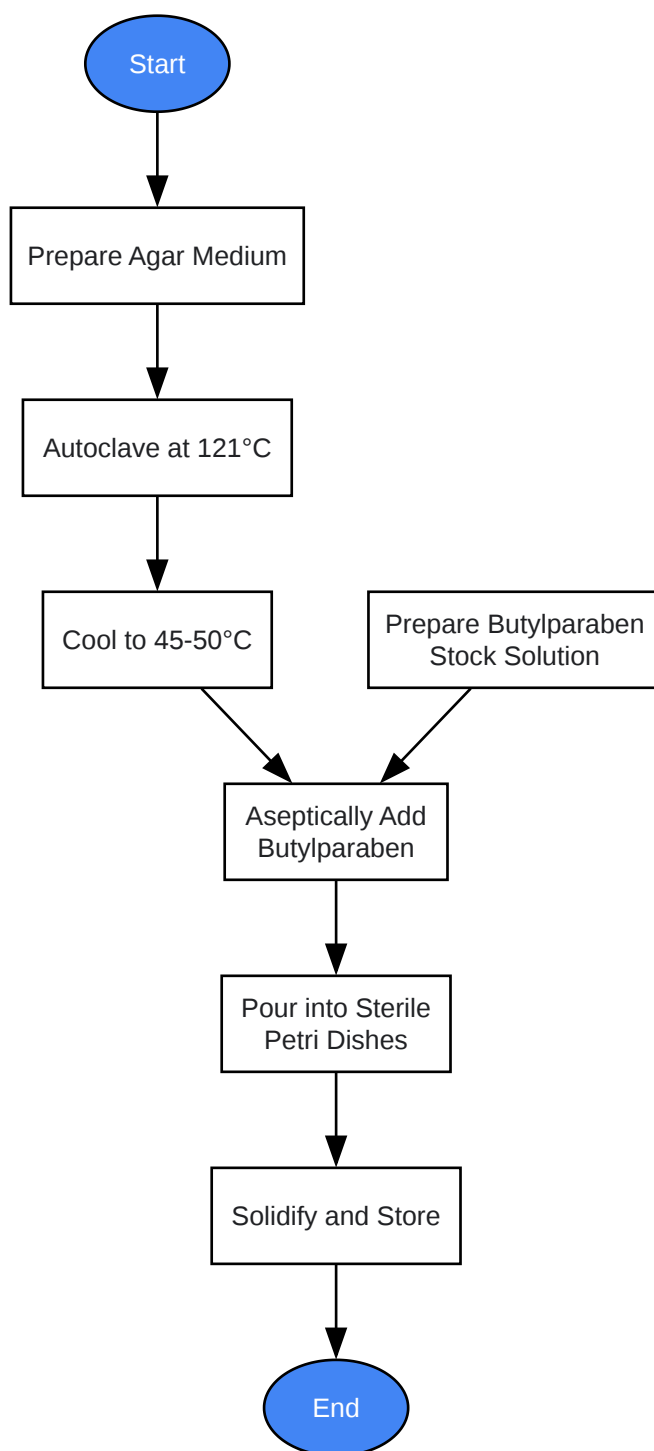 Start
Prepare Agar Medium
Autoclave at 121°C
Cool to 45-50°C
Prepare Butylparaben
Stock Solution
Aseptically Add
Butylparaben
Pour into Sterile
Petri Dishes
Solidify and Store
End